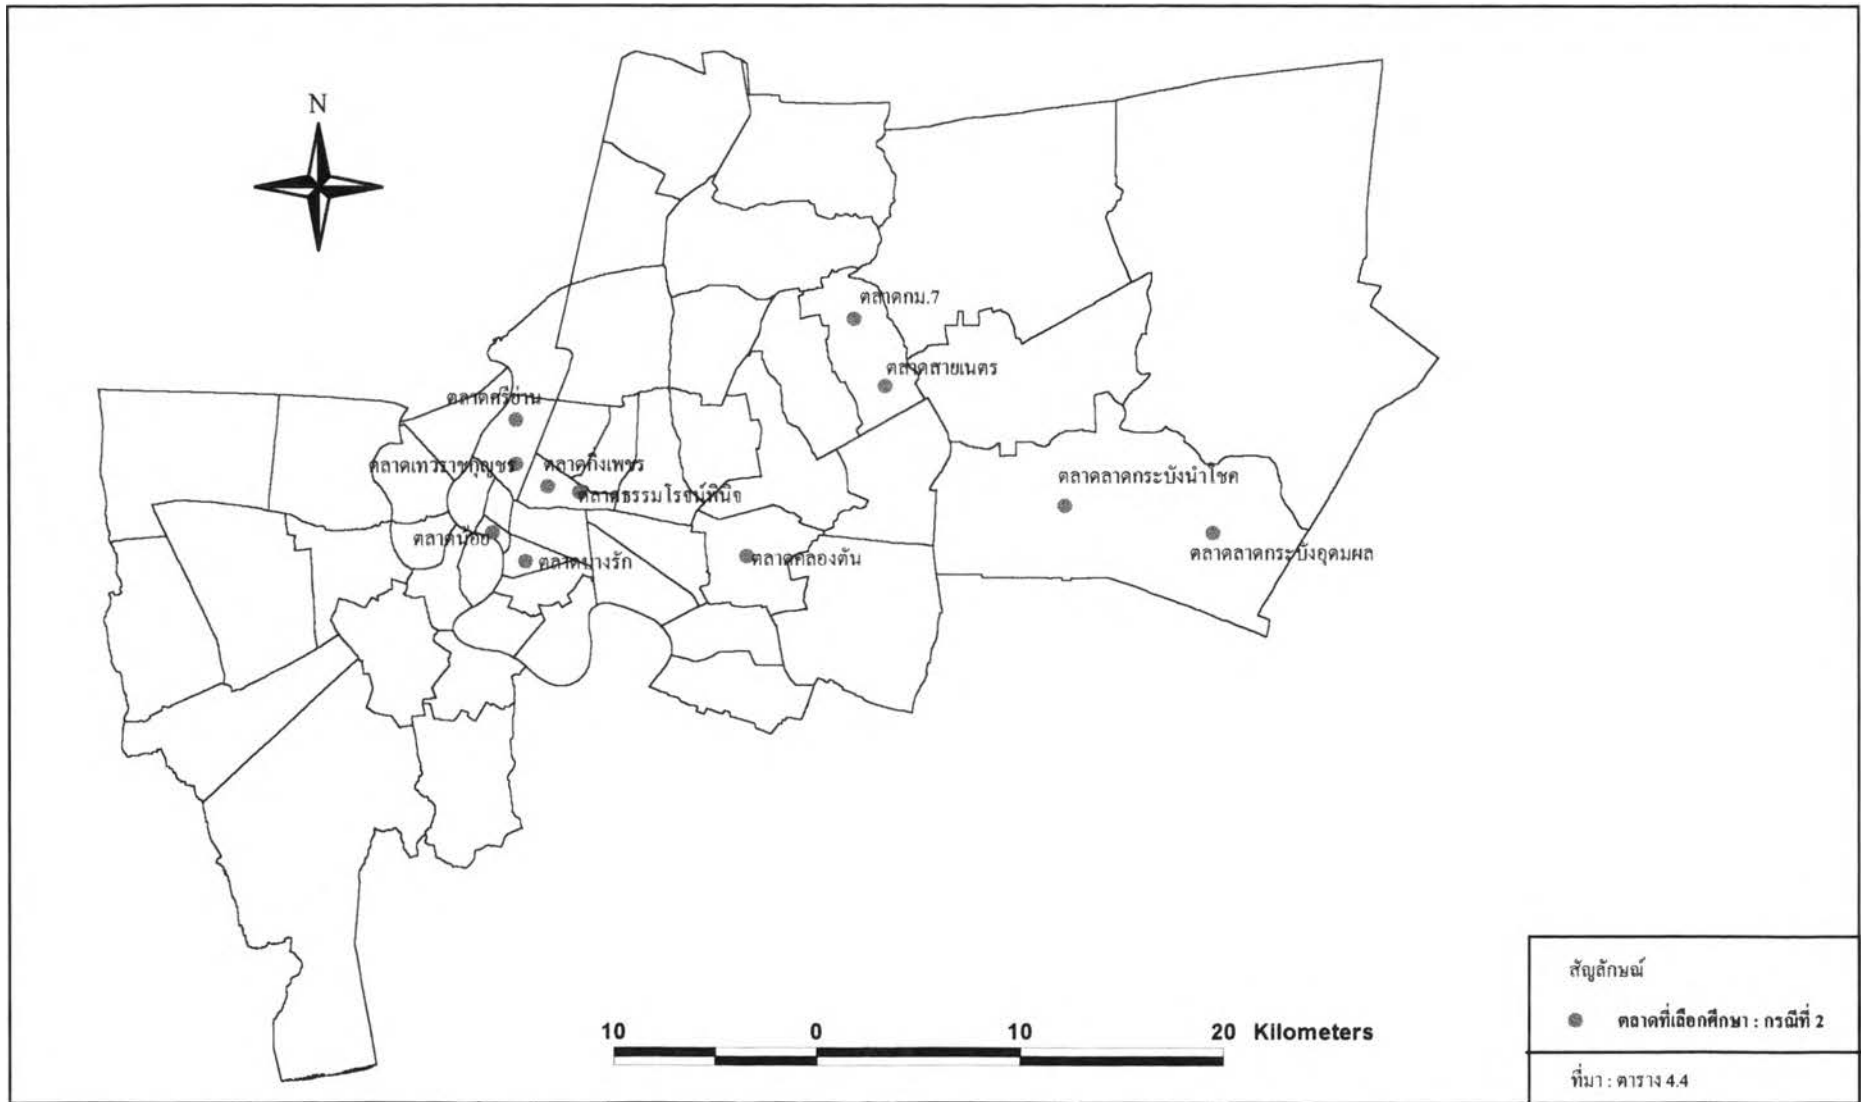 N
ตลาดกม.7
ตลาดสายเนตร
ตลาดศรีย่าน
ตลาดเทวราชกุญชร
ตลาดกิ่งเพชร
ตลาดธรรมโรจน์พินิจ
ตลาดลาดกระบังนำโชค
ตลาดน้อย
ตลาดบางรัก
ตลาดคลองตัน
ตลาดลาดกระบังอุดมผล
10 0 10 20 Kilometers
สัญลักษณ์
ตลาดที่เลือกศึกษา : กรณีที่ 2
ที่มา : ตาราง 4.4